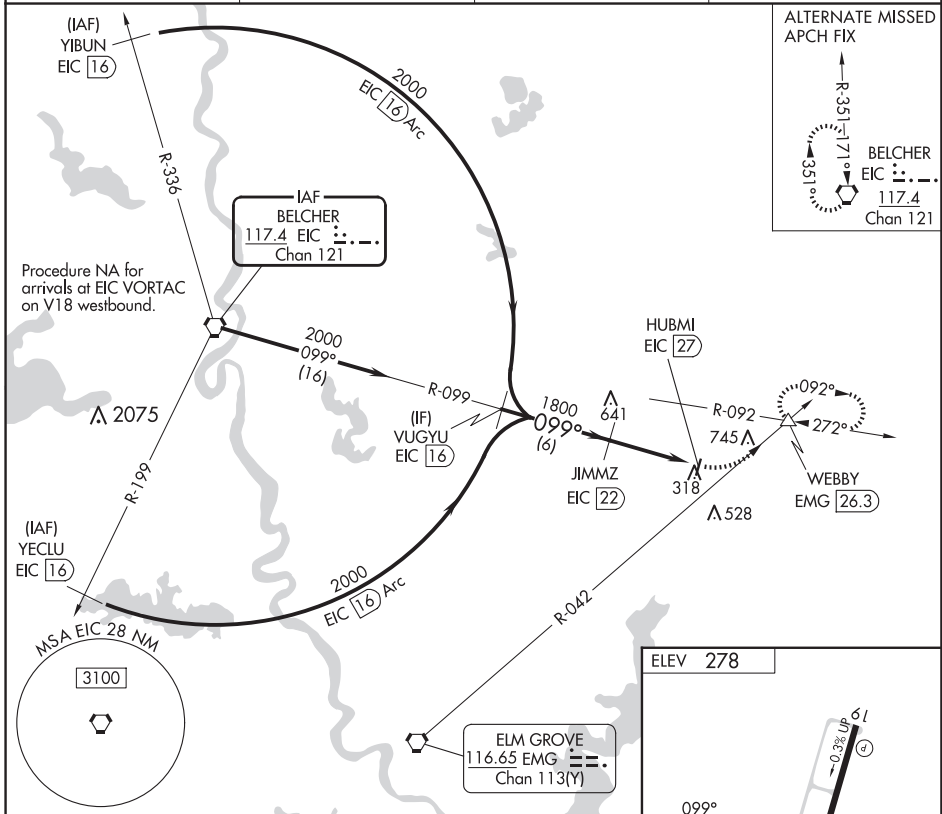 (IAF)
YIBUN
EIC 16
2000
EIC 16 Arc
R-336
IAF
BELCHER
117.4 EIC
Chan 121
ALTERNATE MISSED
APCH FIX
R-351
171°
351°
BELCHER
EIC
117.4
Chan 121
Procedure NA for
arrivals at EIC VORTAC
on V18 westbound.
2000
099°
(16)
R-099
HUBMI
EIC 27
2075
(IF)
VUGYU
EIC 16
1800
099°
(6)
641
R-092
092°
272°
745
JIMMZ
EIC 22
318
WEBBY
EMG 26.3
528
R-199
(IAF)
YECLU
EIC 16
2000
EIC 16 Arc
R-042
MSA EIC 28 NM
3100
ELM GROVE
116.65 EMG
Chan 113(Y)
ELEV 278
19
0.3% UP
P
099°